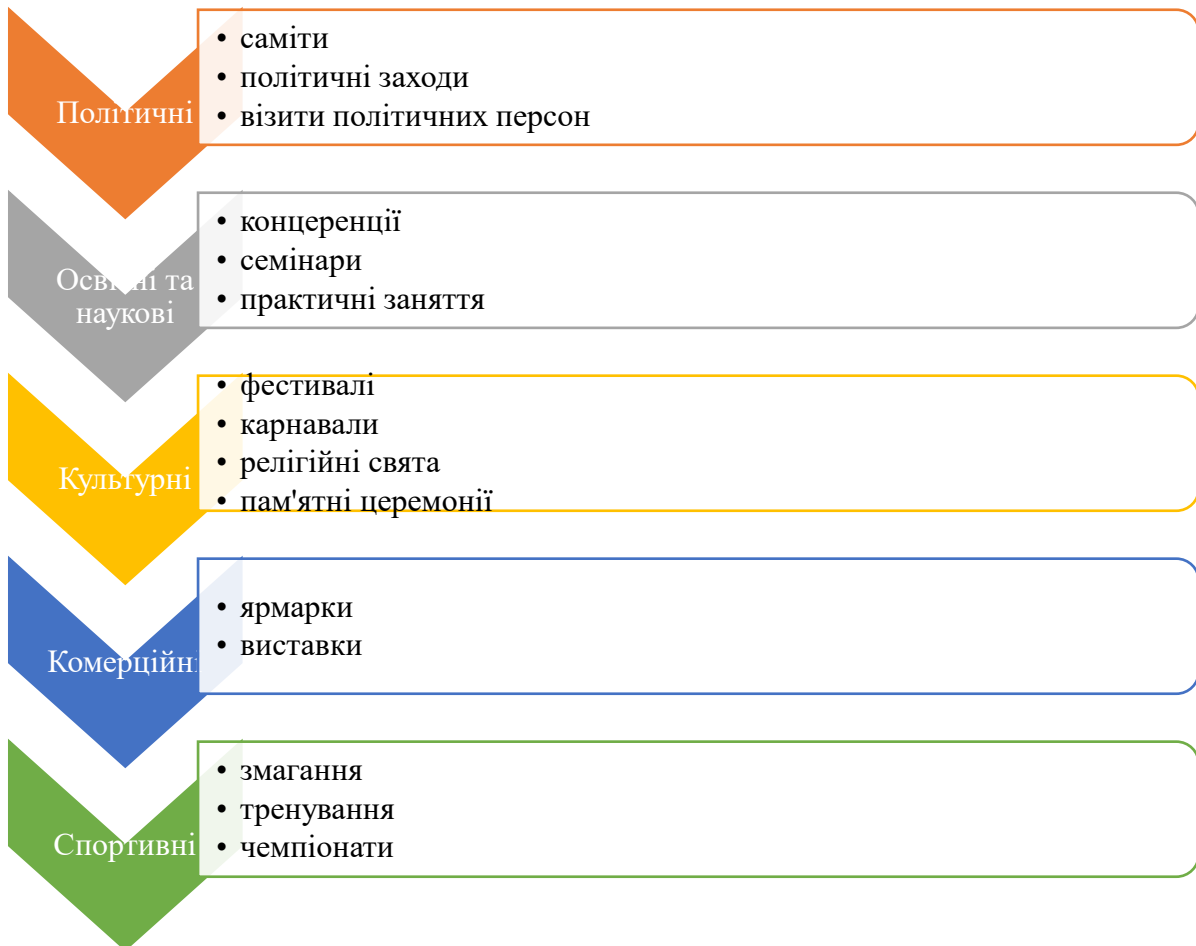 Політичні
• саміти
• політичні заходи
• візити політичних персон
Освітні та
наукові
• концеренції
• семінари
• практичні заняття
Культурні
• фестивалі
• карнавали
• релігійні свята
• пам'ятні церемонії
Комерційні
• ярмарки
• виставки
Спортивні
• змагання
• тренування
• чемпіонати